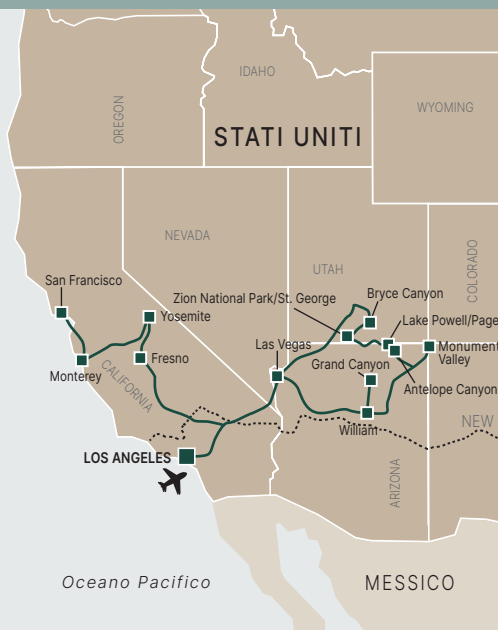 IDAHO
WYOMING
OREGON
STATI UNITI
NEVADA
UTAH
COLORADO
San Francisco
Zion National Park/St. George
Bryce Canyon
Yosemite
Lake Powell/Page
Las Vegas
Monument
Valley
Fresno
Grand Canyon
Monterey
CALIFORNIA
Antelope Canyon
William
NEW
LOS ANGELES
ARIZONA
Oceano Pacifico
MESSICO